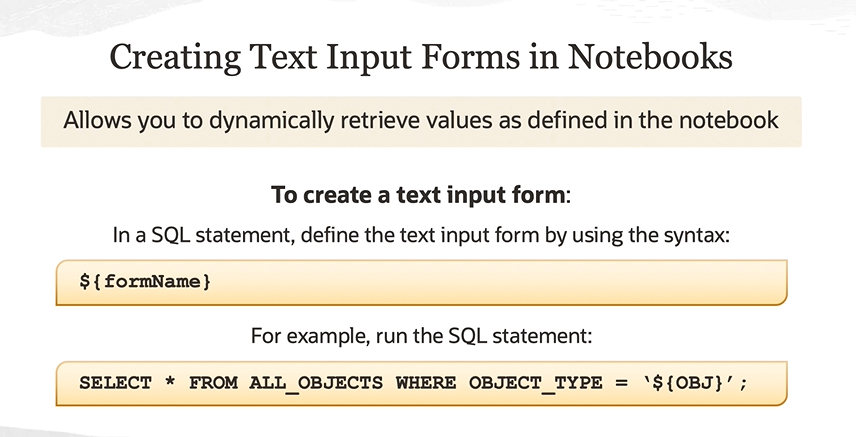 Creating Text Input Forms in Notebooks
Allows you to dynamically retrieve values as defined in the notebook
To create a text input form:
In a SQL statement, define the text input form by using the syntax:
${formName}
For example, run the SQL statement:
SELECT * FROM ALL_OBJECTS WHERE OBJECT_TYPE = ‘${OBJ}’;